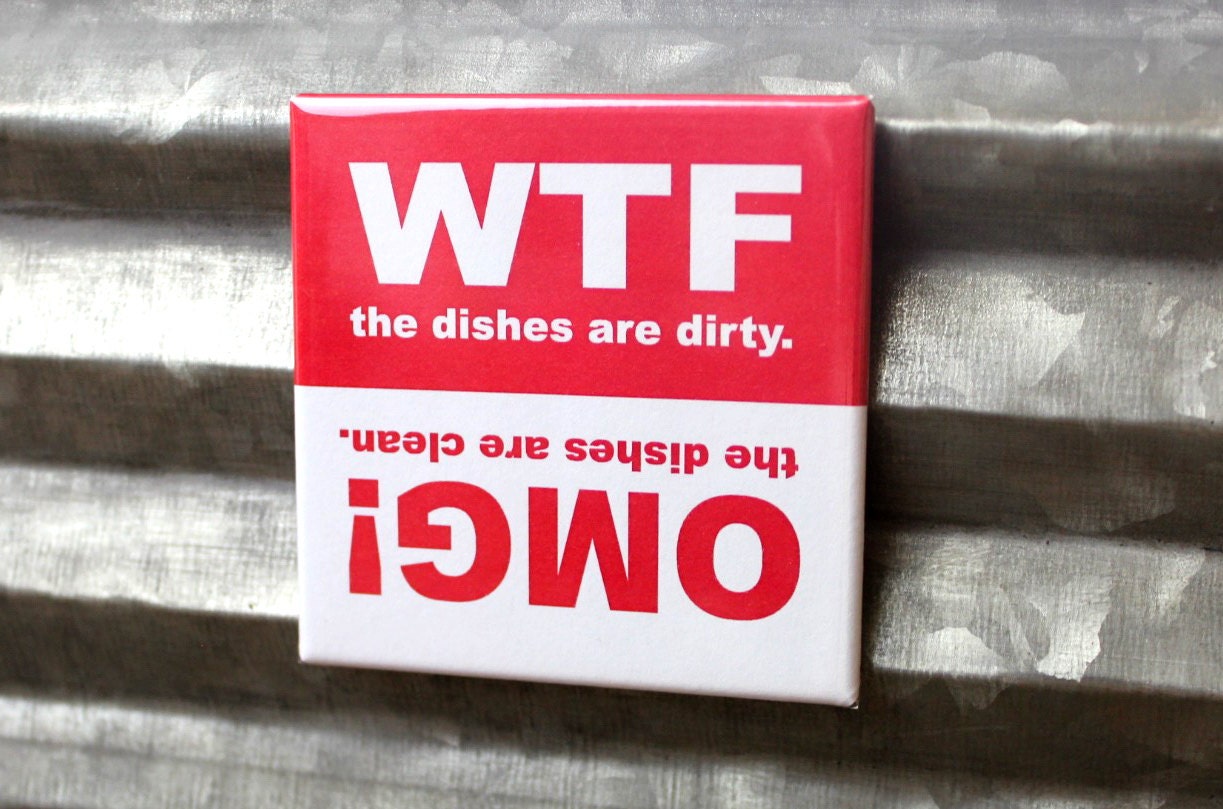 WTF
the dishes are dirty.
OMG!
the dishes are clean.